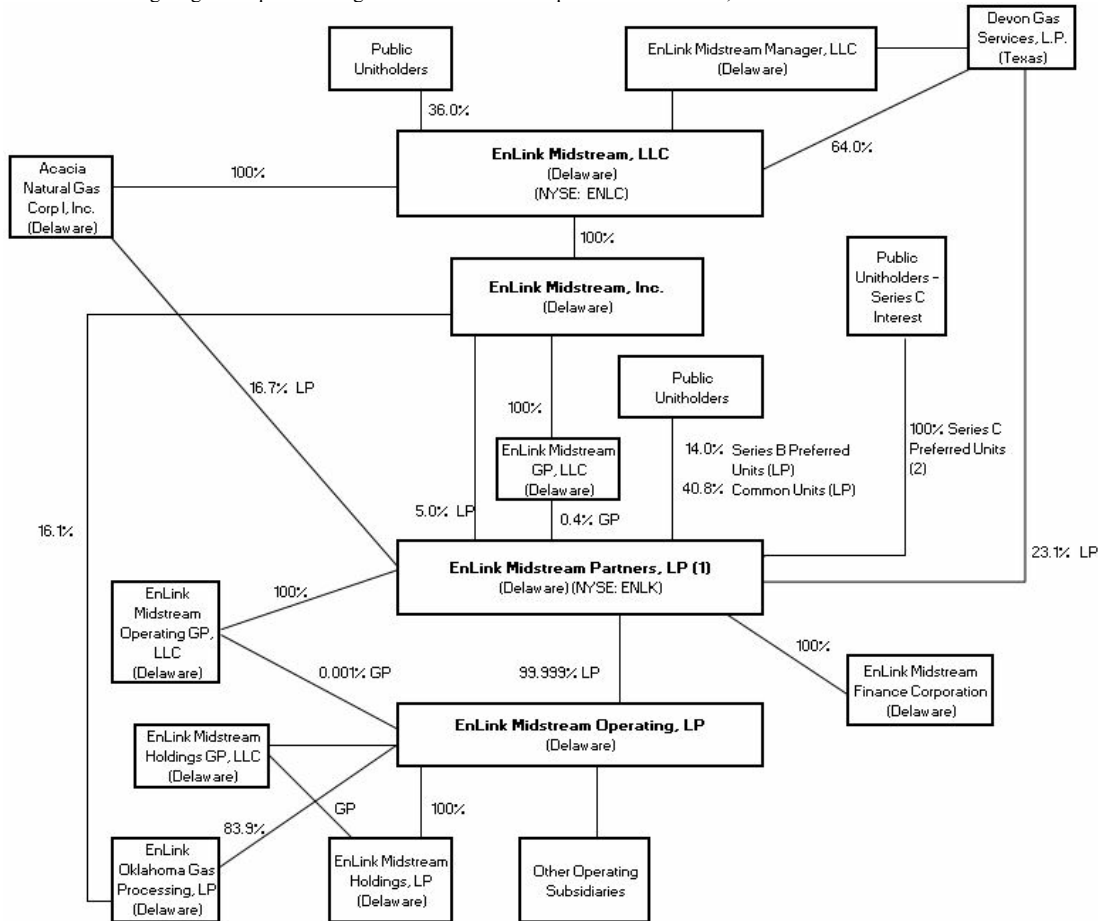 Public
Unitholders
EnLink Midstream Manager, LLC
(Delaware)
Devon Gas
Services, L.P.
(Texas)
36.0%
64.0%
EnLink Midstream, LLC
(Delaware)
(NYSE: ENLC)
Acacia
Natural Gas
Corp I, Inc.
(Delaware)
100%
100%
EnLink Midstream, Inc.
(Delaware)
Public
Unitholders –
Series C
Interest
16.7% LP
Public
Unitholders
100%
EnLink Midstream
GP, LLC
(Delaware)
14.0% Series B Preferred
Units (LP)
40.8% Common Units (LP)
100% Series C
Preferred Units
(2)
16.1%
5.0% LP
0.4% GP
23.1% LP
EnLink Midstream Partners, LP (1)
(Delaware) (NYSE: ENLK)
100%
EnLink
Midstream
Operating GP,
LLC
(Delaware)
0.001% GP
99.999% LP
100%
EnLink Midstream
Finance Corporation
(Delaware)
EnLink Midstream Operating, LP
(Delaware)
EnLink Midstream
Holdings GP, LLC
(Delaware)
83.9%
GP
100%
EnLink
Oklahoma Gas
Processing, LP
(Delaware)
EnLink Midstream
Holdings, LP
(Delaware)
Other Operating
Subsidiaries